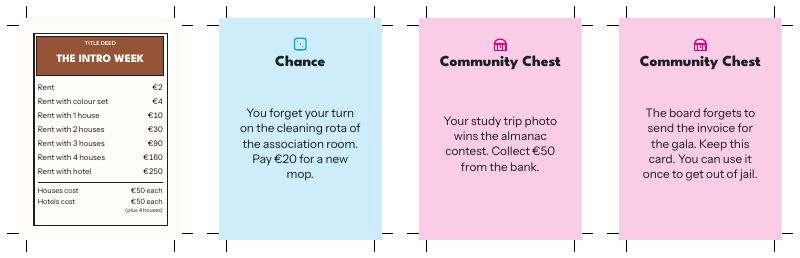 TITLE DEED
THE INTRO WEEK
Rent €2
Rent with colour set €4
Rent with 1 house €10
Rent with 2 houses €30
Rent with 3 houses €90
Rent with 4 houses €160
Rent with hotel €250
Houses cost €50 each
Hotels cost €50 each
(plus 4 houses)
Chance
You forget your turn
on the cleaning rota of
the association room.
Pay €20 for a new
mop.
Community Chest
Your study trip photo
wins the almanac
contest. Collect €50
from the bank.
Community Chest
The board forgets to
send the invoice for
the gala. Keep this
card. You can use it
once to get out of jail.